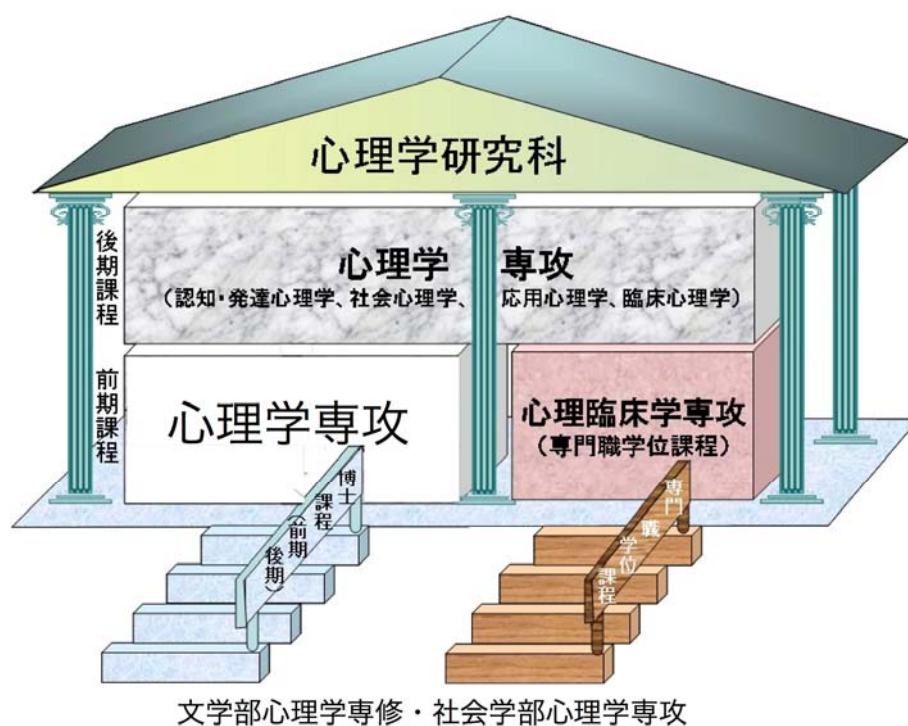 心理学研究科
後期課程
心理学 専攻
（認知・発達心理学、社会心理学、 応用心理学、臨床心理学）
前期課程
心理学専攻
心理臨床学専攻
（専門職学位課程）
博士
課程
（前期
後期）
専門
職
学位
課程
文学部心理学専修・社会学部心理学専攻